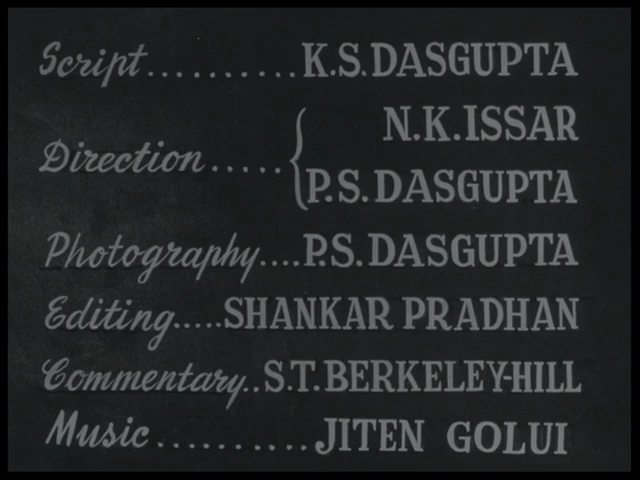 Script..........K.S.DASGUPTA
N.K.ISSAR
Direction.....
P.S.DASGUPTA
Photography....P.S.DASGUPTA
Editing.....SHANKAR PRADHAN
Commentary..S.T.BERKELEY-HILL
Music..........JITEN GOLUI